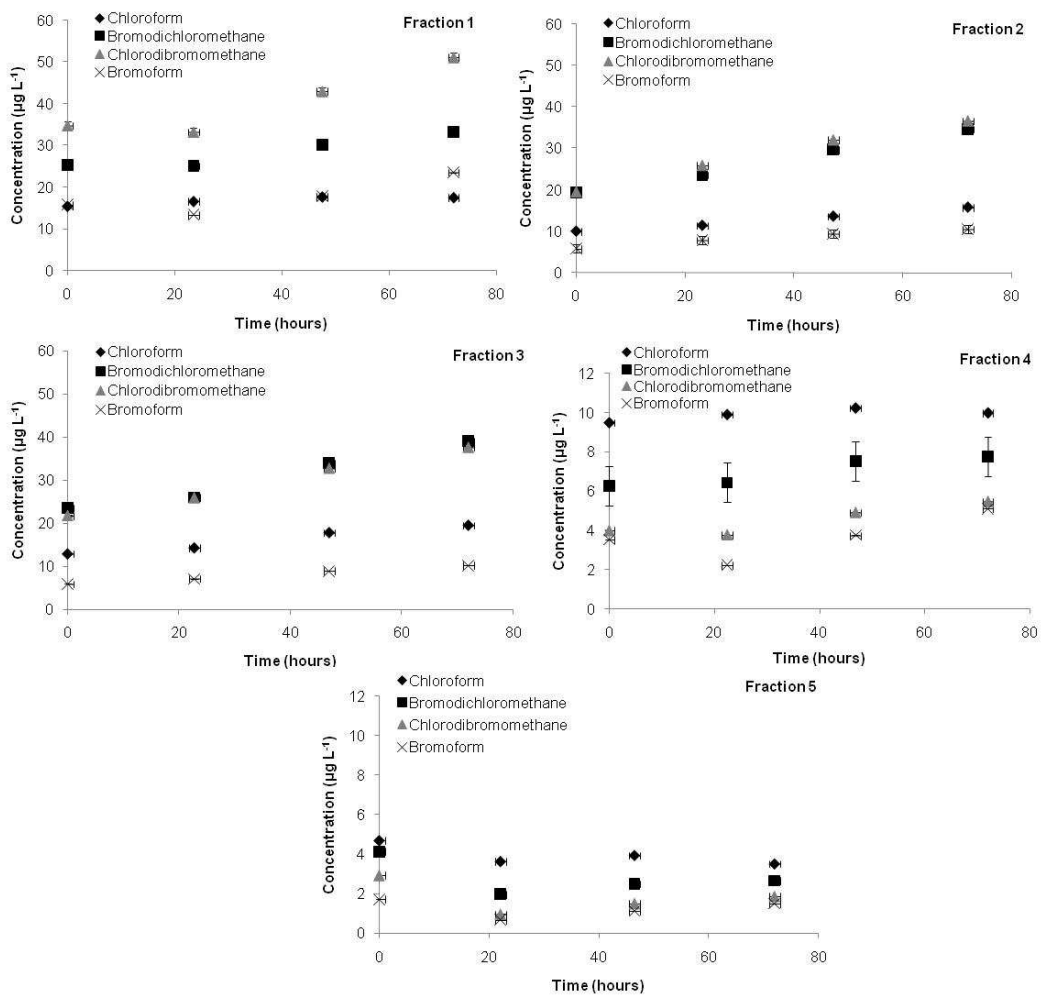 Fraction 1
Chloroform
Bromodichloromethane
Chlorodibromomethane
Bromoform
Concentration (µg L⁻¹)
60
50
40
30
20
10
0
0 20 40 60 80
Time (hours)
Fraction 2
Chloroform
Bromodichloromethane
Chlorodibromomethane
Bromoform
Concentration (µg L⁻¹)
60
50
40
30
20
10
0
0 20 40 60 80
Time (hours)
Fraction 3
Chloroform
Bromodichloromethane
Chlorodibromomethane
Bromoform
Concentration (µg L⁻¹)
60
50
40
30
20
10
0
0 20 40 60 80
Time (hours)
Fraction 4
Chloroform
Bromodichloromethane
Chlorodibromomethane
Bromoform
Concentration (µg L⁻¹)
12
10
8
6
4
2
0
0 20 40 60 80
Time (hours)
Fraction 5
Chloroform
Bromodichloromethane
Chlorodibromomethane
Bromoform
Concentration (µg L⁻¹)
12
10
8
6
4
2
0
0 20 40 60 80
Time (hours)